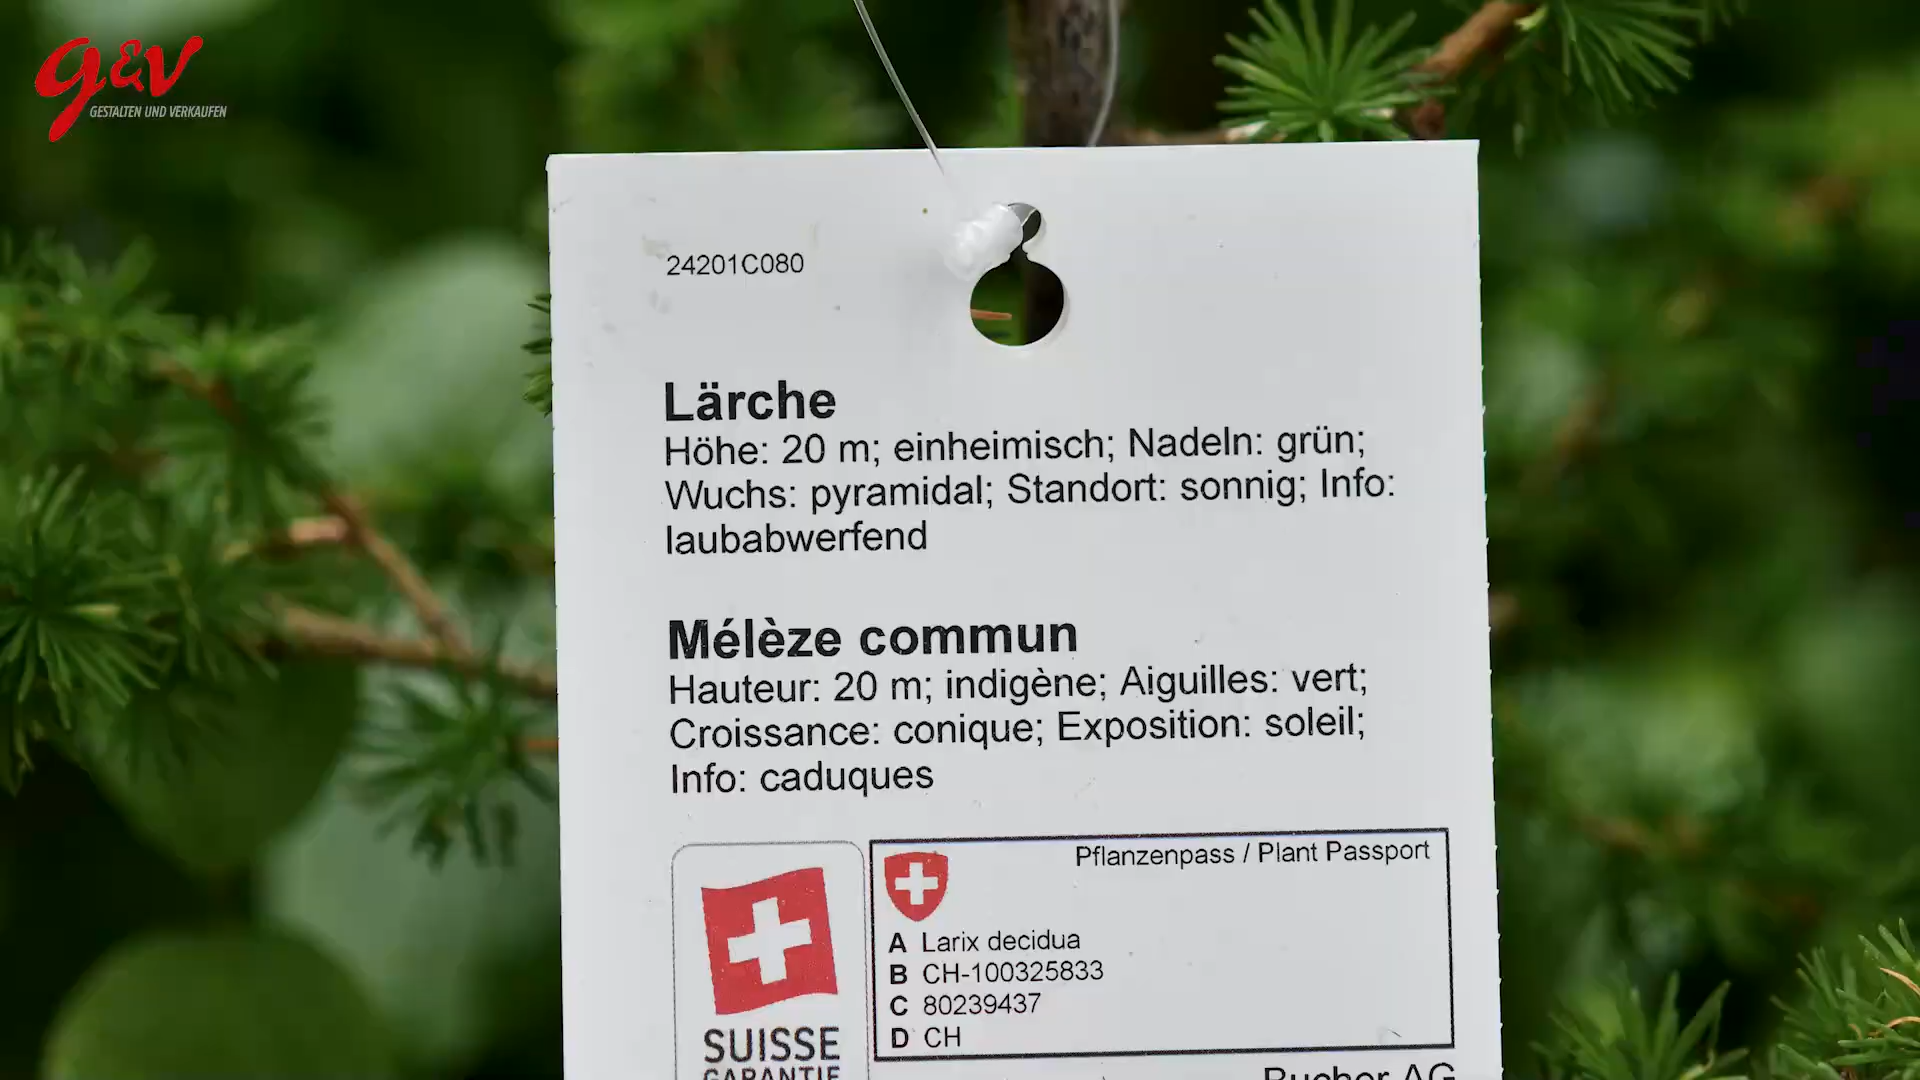 g&v
GESTALTEN UND VERKAUFEN
24201C080
Lärche
Höhe: 20 m; einheimisch; Nadeln: grün;
Wuchs: pyramidal; Standort: sonnig; Info:
laubabwerfend
Mélèze commun
Hauteur: 20 m; indigène; Aiguilles: vert;
Croissance: conique; Exposition: soleil;
Info: caduques
Pflanzenpass / Plant Passport
A Larix decidua
B CH-100325833
C 80239437
D CH
SUISSE
GARANTIE
AG